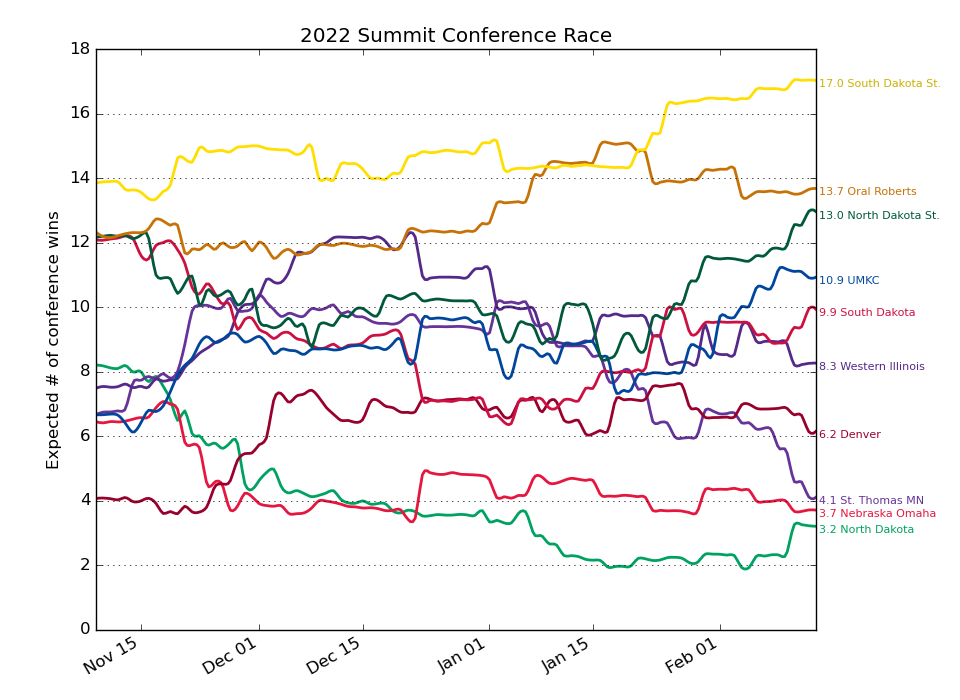 2022 Summit Conference Race
Expected # of conference wins
18
16
14
12
10
8
6
4
2
0
Nov 15
Dec 01
Dec 15
Jan 01
Jan 15
Feb 01
17.0 South Dakota St.
13.7 Oral Roberts
13.0 North Dakota St.
10.9 UMKC
9.9 South Dakota
8.3 Western Illinois
6.2 Denver
4.1 St. Thomas MN
3.7 Nebraska Omaha
3.2 North Dakota